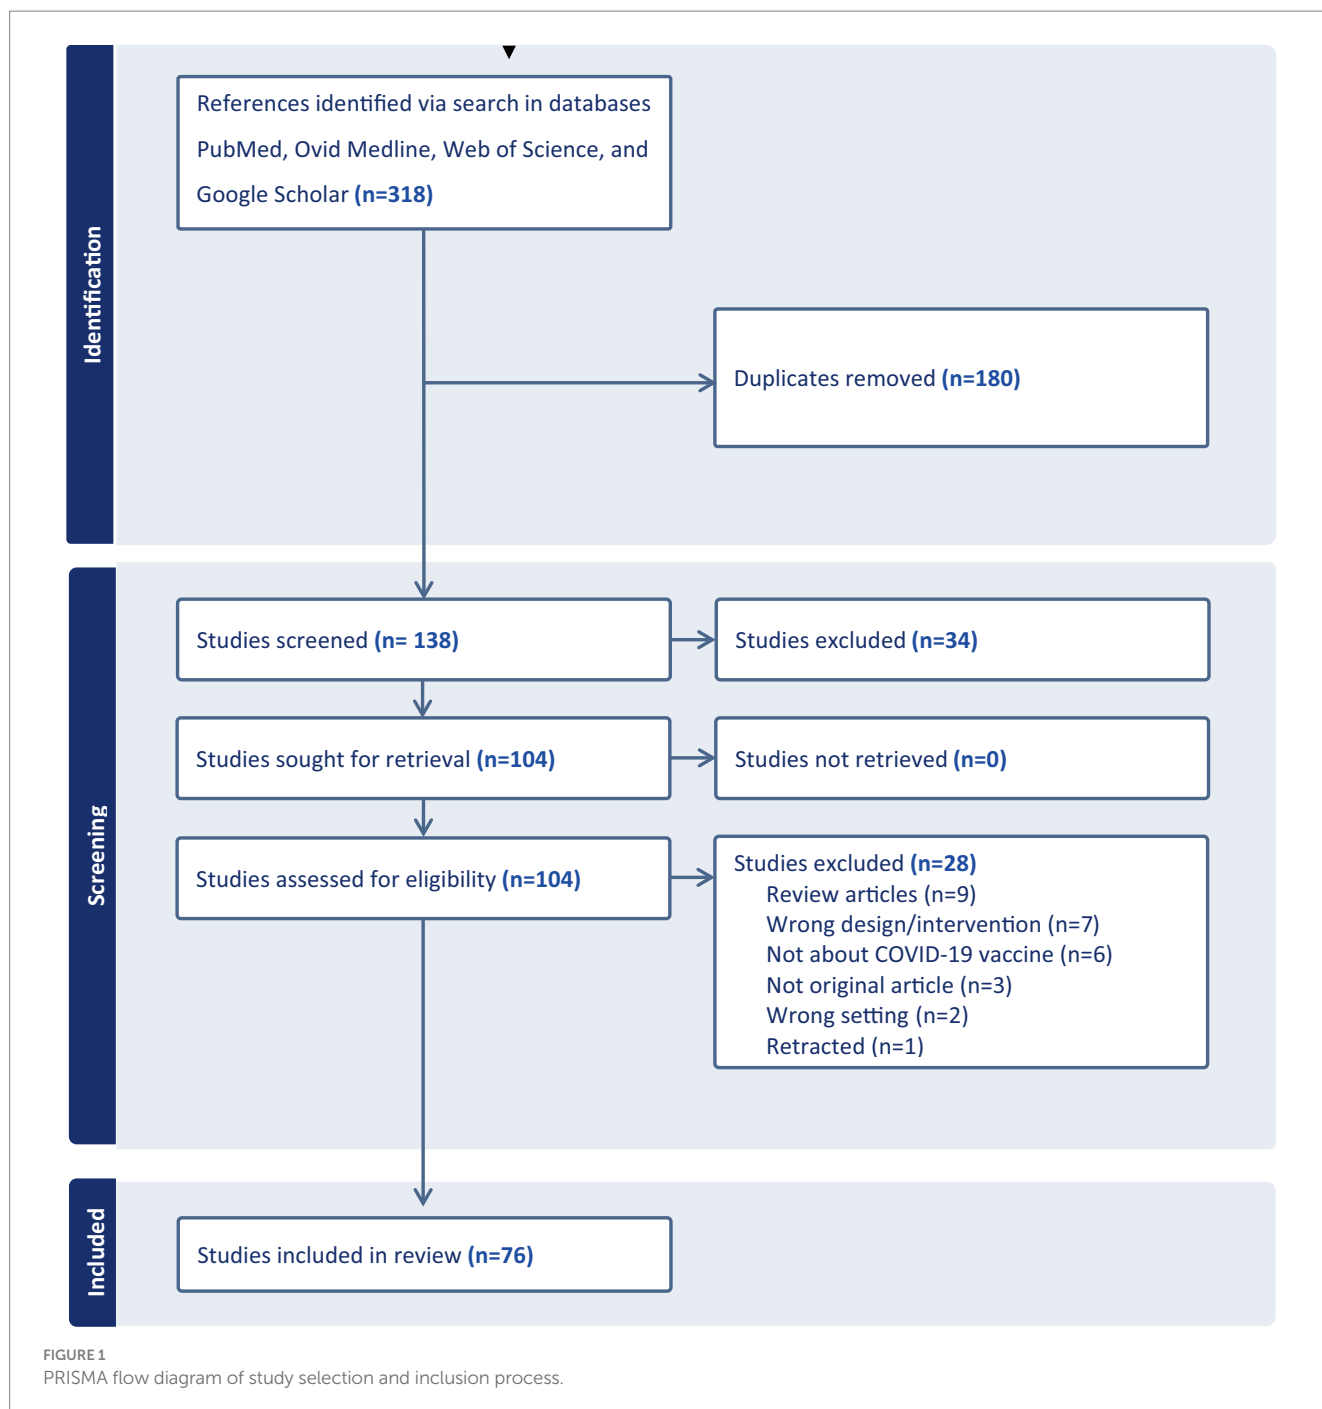 Identification
References identified via search in databases
PubMed, Ovid Medline, Web of Science, and
Google Scholar (n=318)
Duplicates removed (n=180)
Screening
Studies screened (n= 138)
Studies excluded (n=34)
Studies sought for retrieval (n=104)
Studies not retrieved (n=0)
Studies assessed for eligibility (n=104)
Studies excluded (n=28)
Review articles (n=9)
Wrong design/intervention (n=7)
Not about COVID-19 vaccine (n=6)
Not original article (n=3)
Wrong setting (n=2)
Retracted (n=1)
Included
Studies included in review (n=76)
FIGURE 1
PRISMA flow diagram of study selection and inclusion process.